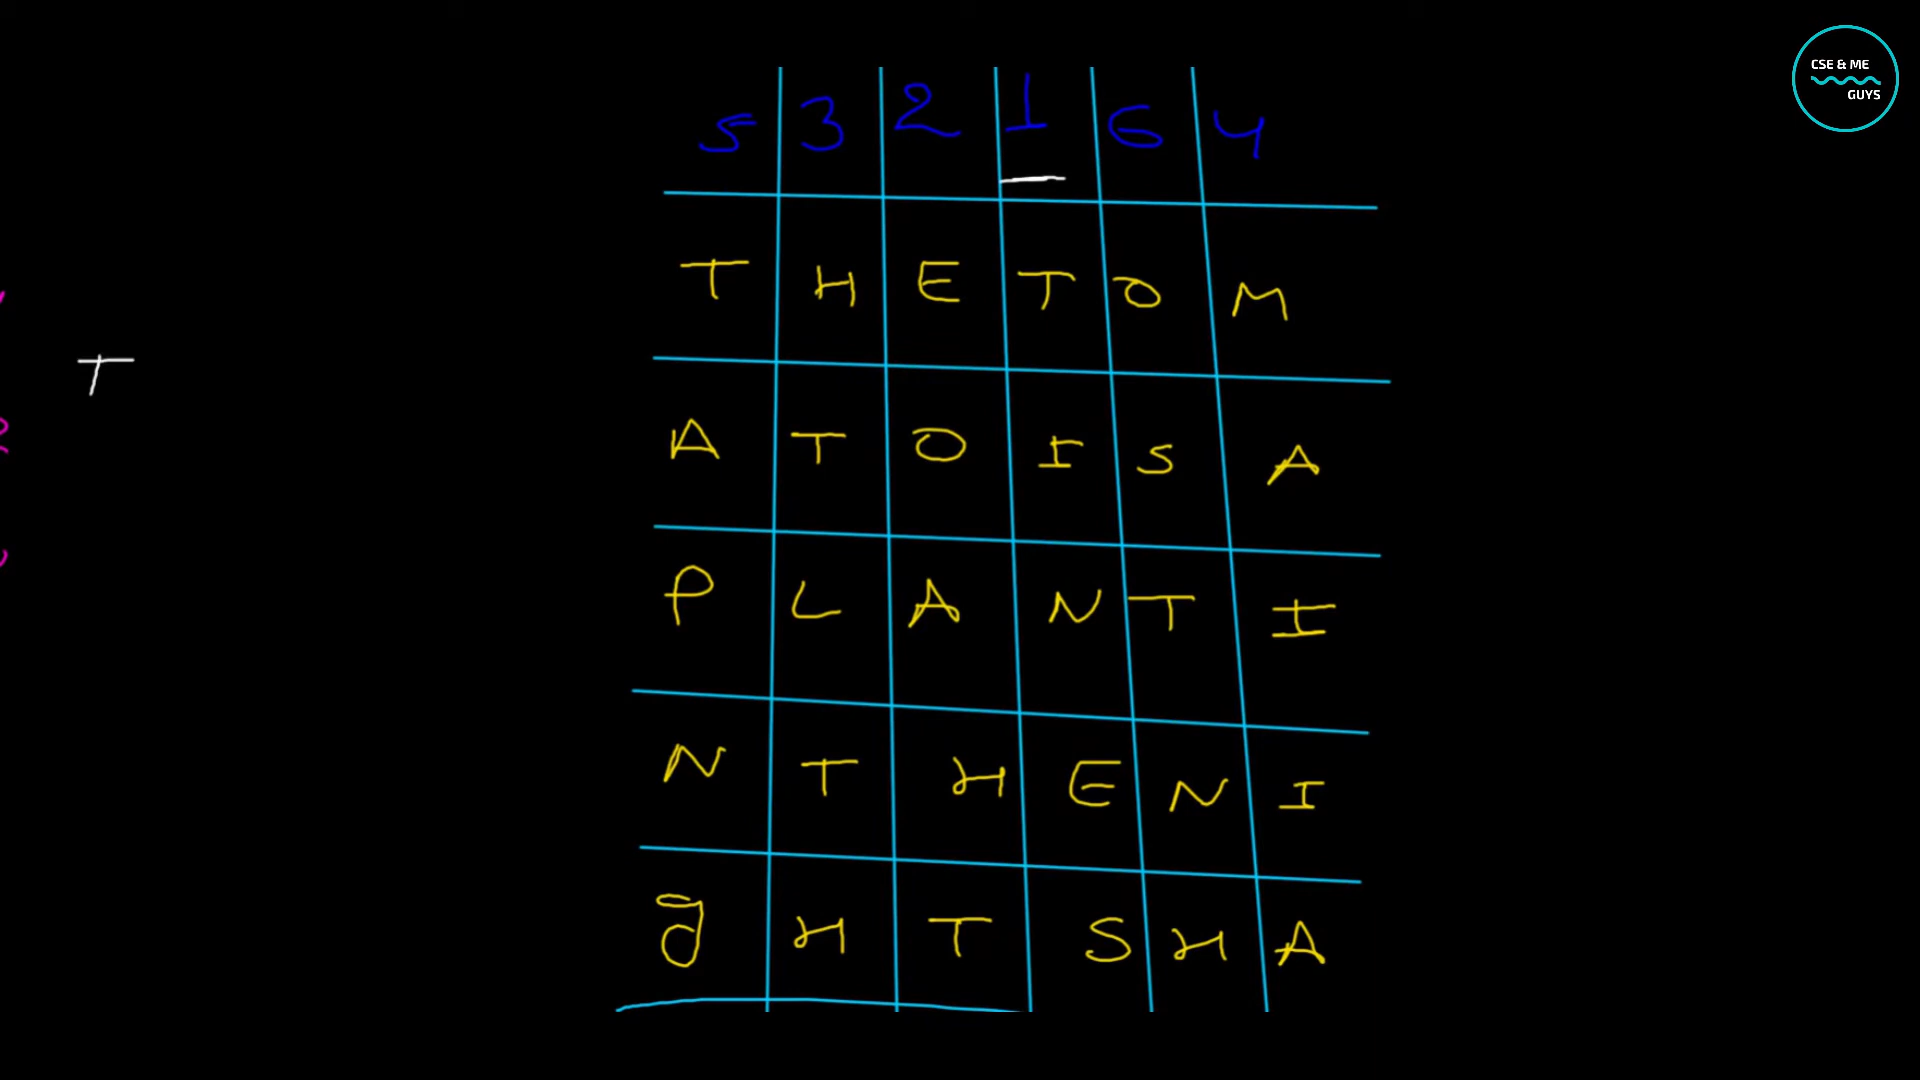 CSE & ME
GUYS
5 3 2 1 6 4
T H E T O M
T
A T O I S A
P L A N T I
N T H E N I
g H T S H A